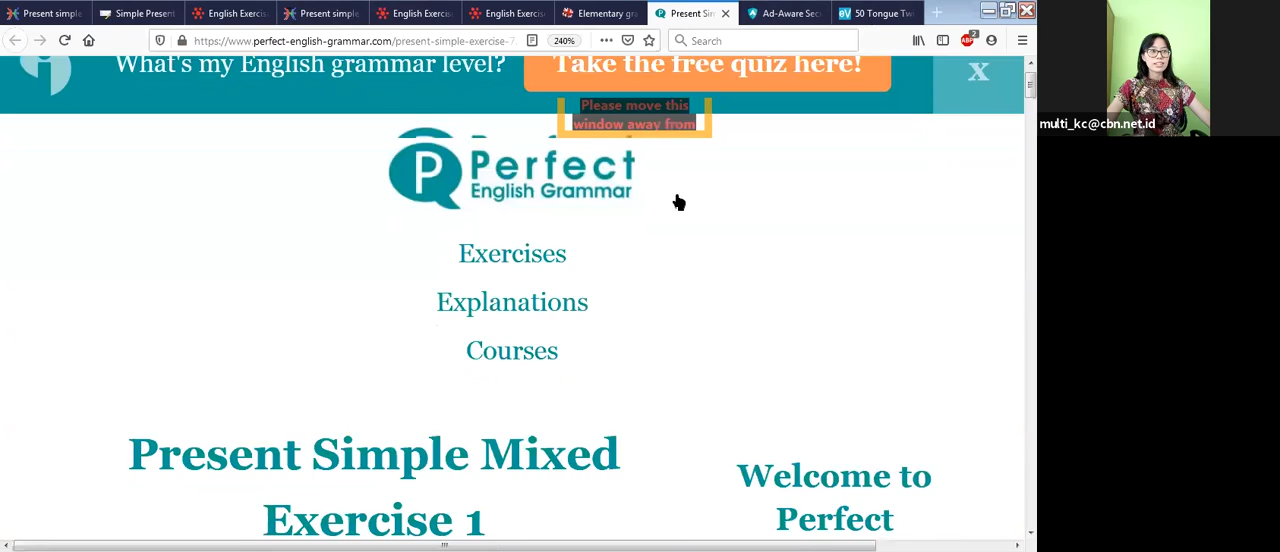 Present simple
Simple Present
English Exercis
Present simple
English Exercis
English Exercis
Elementary gra
Present Si
Ad-Aware Sec
50 Tongue Tw
https://www.perfect-english-grammar.com/present-simple-exercise-7
240%
Search
2
What's my English grammar level?
Take the free quiz here!
X
Please move this
window away from
multi_kc@cbn.net.id
P Perfect
English Grammar
Exercises
Explanations
Courses
Present Simple Mixed
Exercise 1
Welcome to
Perfect